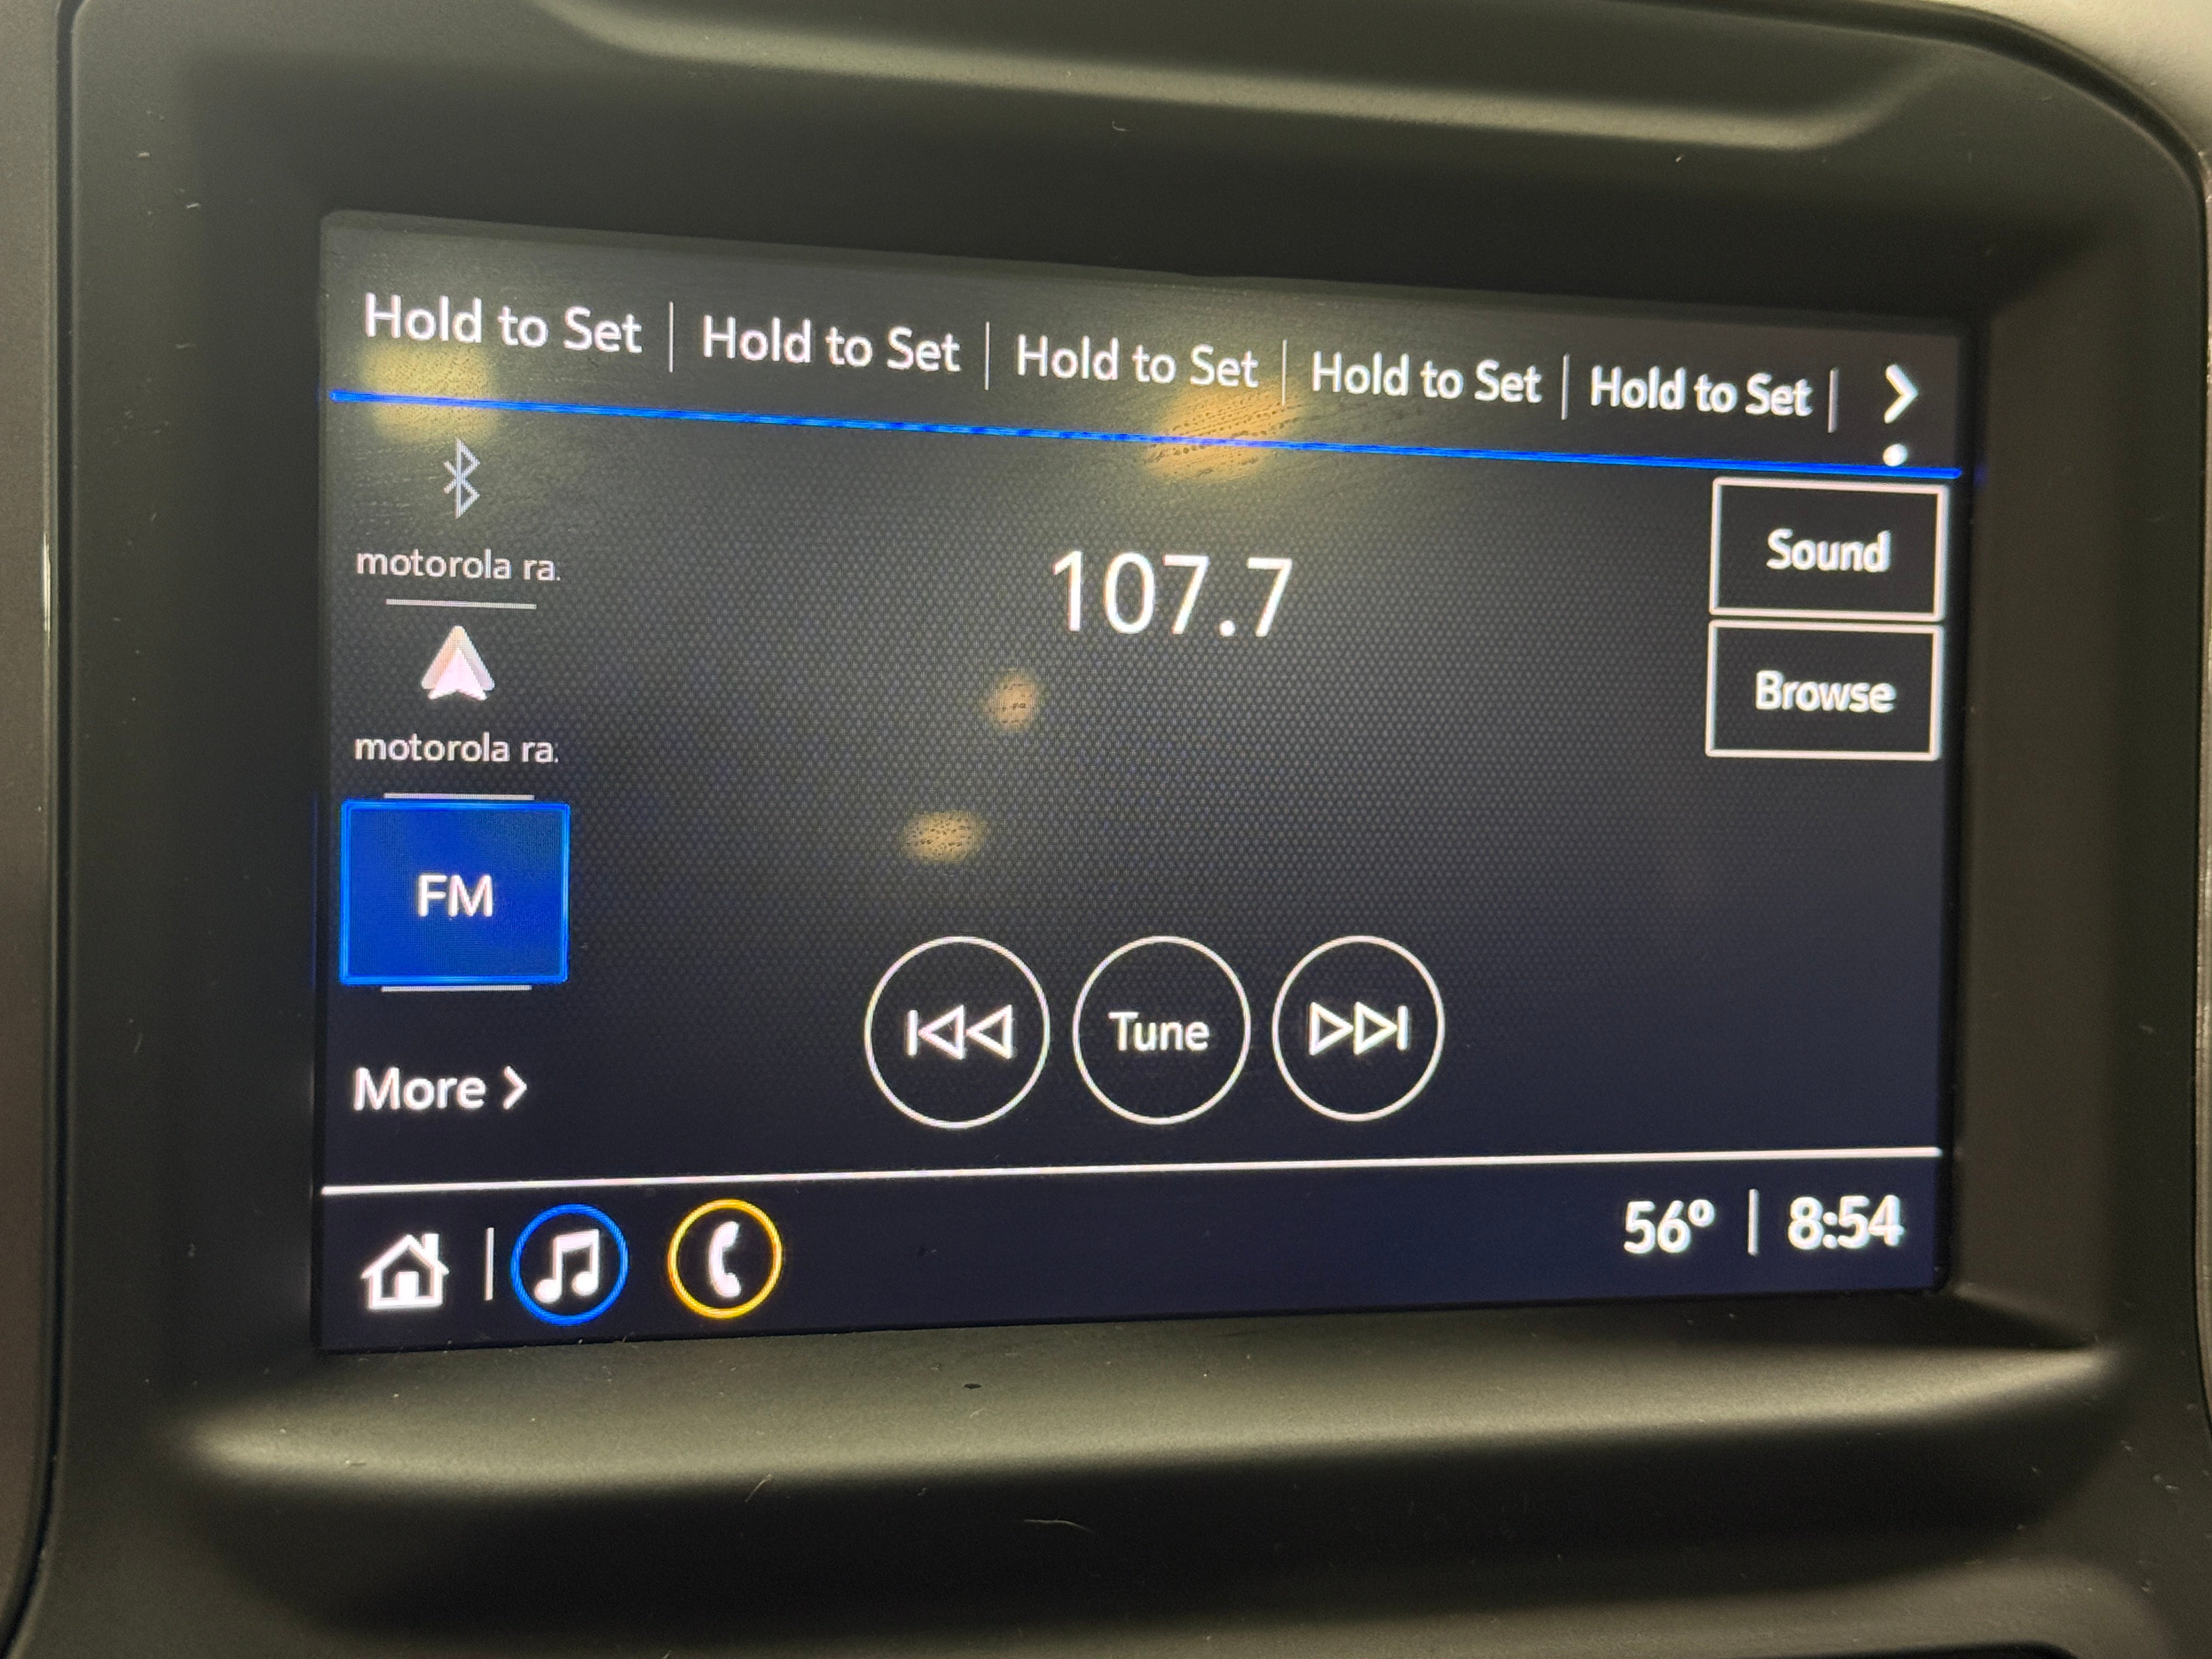 Hold to Set | Hold to Set | Hold to Set | Hold to Set | Hold to Set |
motorola ra.
107.7
Sound
motorola ra.
Browse
FM
Tune
More
56° | 8:54